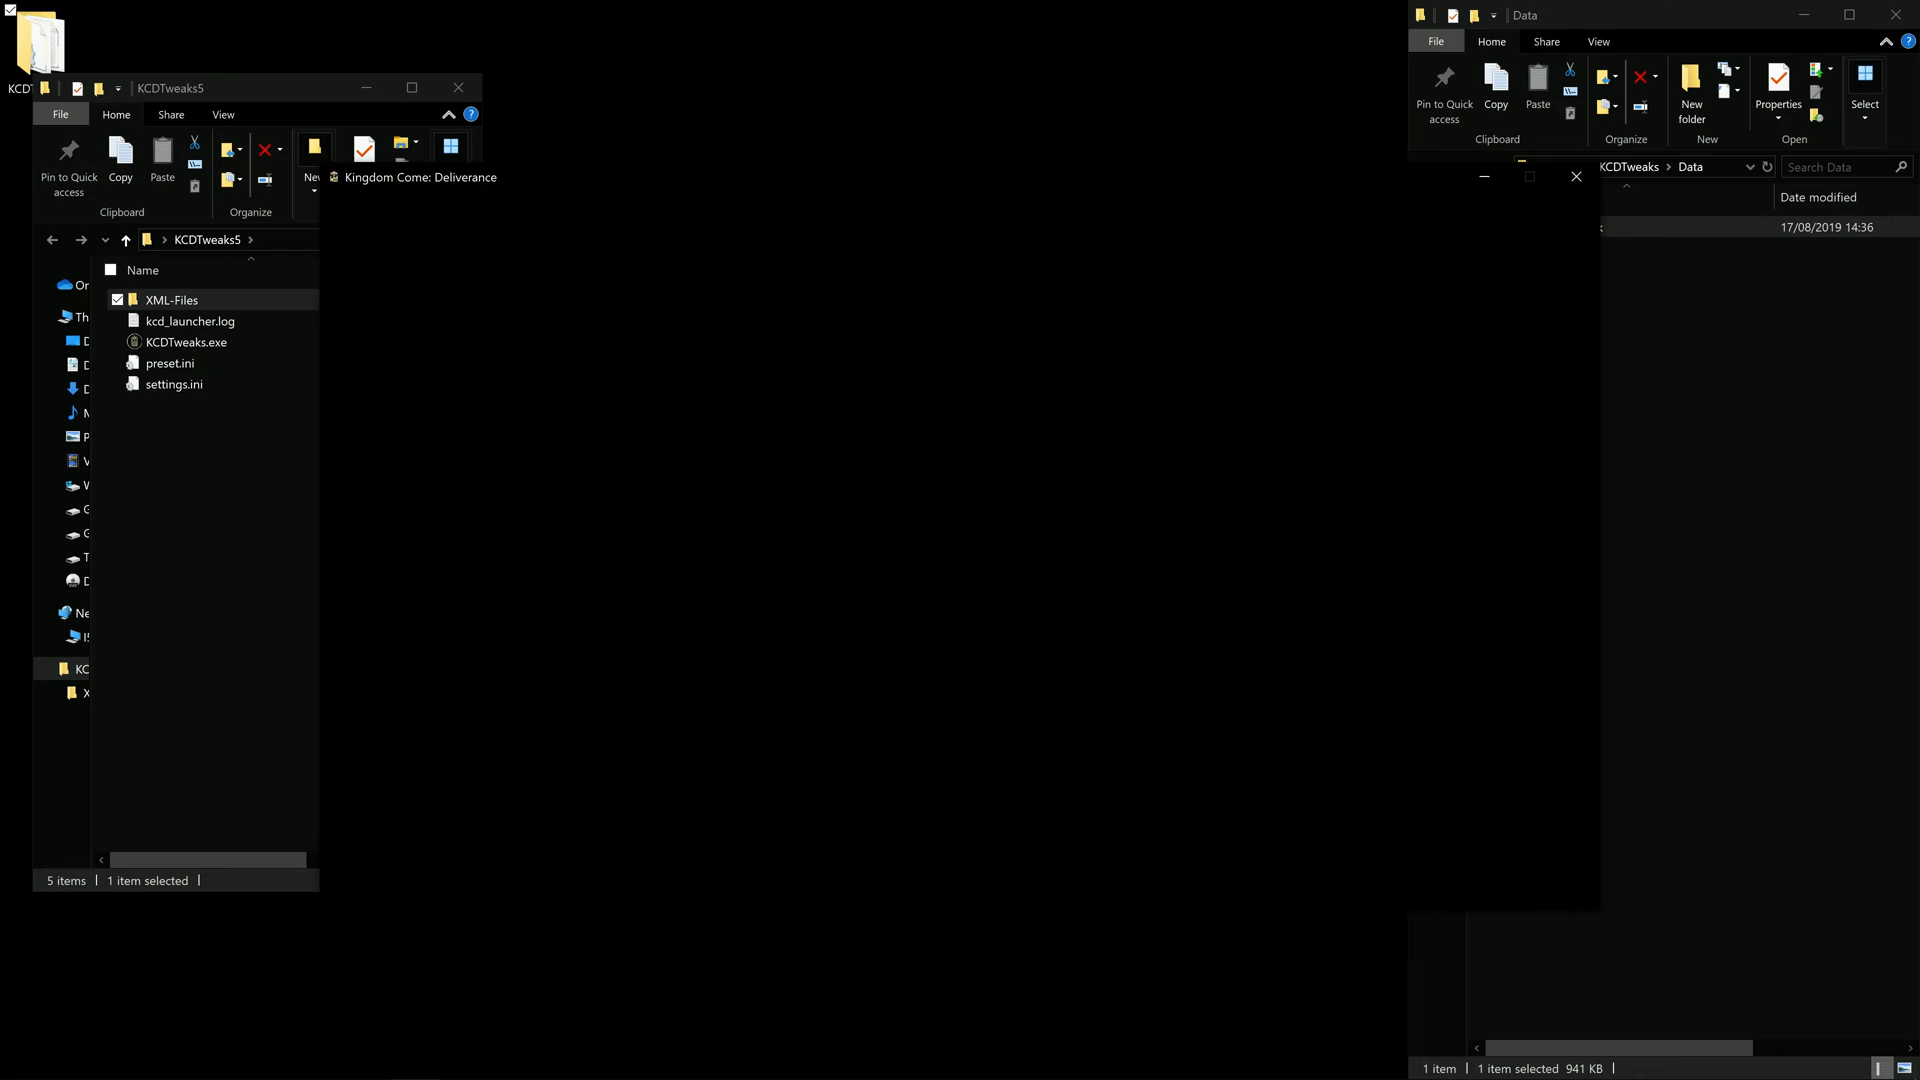 KCDT
KCDTweaks5
File
Home
Share
View
Pin to Quick
access
Copy
Paste
Clipboard
Organize
Kingdom Come: Deliverance
KCDTweaks5
Name
XML-Files
kcd_launcher.log
KCDTweaks.exe
preset.ini
settings.ini
5 items
1 item selected
Data
File
Home
Share
View
Pin to Quick
access
Copy
Paste
New
folder
Properties
Select
Clipboard
Organize
New
Open
KCDTweaks
Data
Search Data
Date modified
17/08/2019 14:36
1 item
1 item selected 941 KB